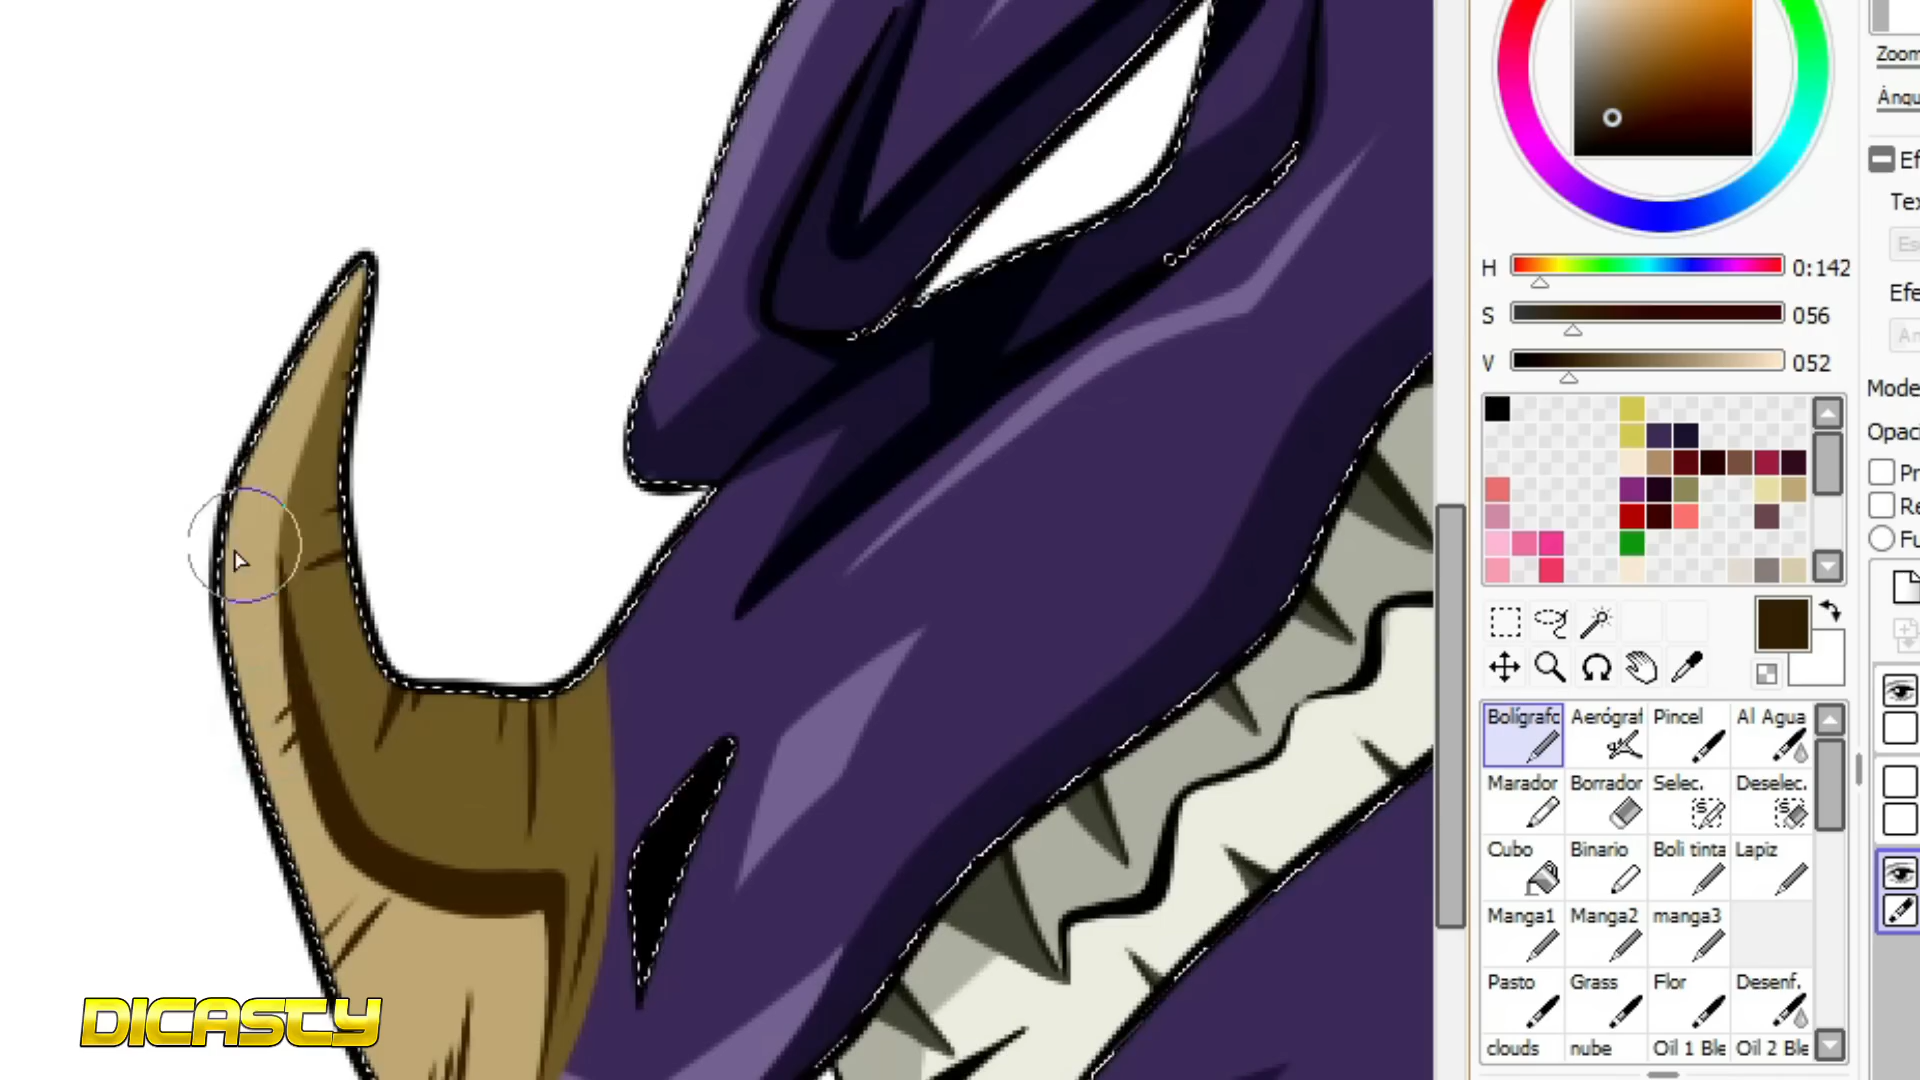 Zoom
Ángu
H 0:142
S 056
V 052
Ef
Tex
Es
Efe
An
Mode
Opac
Pr
Re
Fu
Bolígrafc Aerógraf Pincel Al Agua
Marador Borrador Selec. Deselec.
Cubo Binario Boli tinta Lapiz
Manga1 Manga2 manga3
Pasto Grass Flor Desenf.
clouds nube Oil 1 Ble Oil 2 Ble
DICASTY